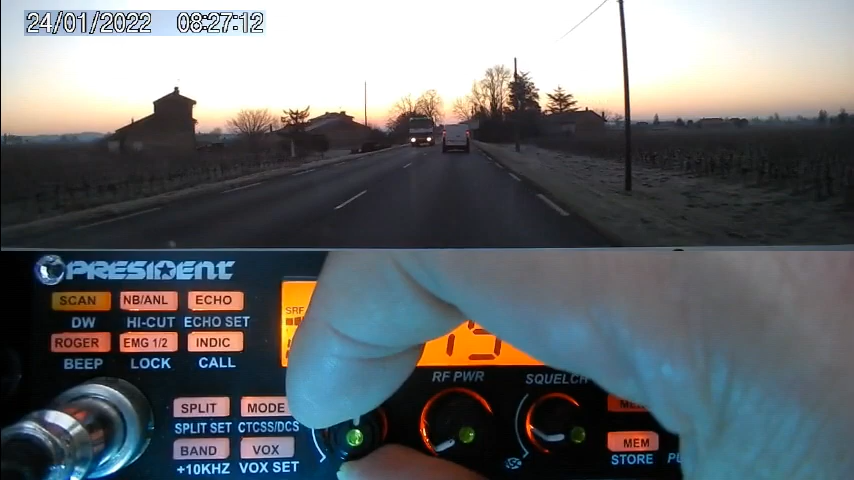 24/01/2022 08:27:12
PRESIDENT
SCAN NB/ANL ECHO
DW HI-CUT ECHO SET
SRF
ROGER EMG 1/2 INDIC
BEEP LOCK CALL
RF PWR SQUELCH
SPLIT MODE
SPLIT SET CTCSS/DCS
BAND VOX MEM
+10KHZ VOX SET STORE